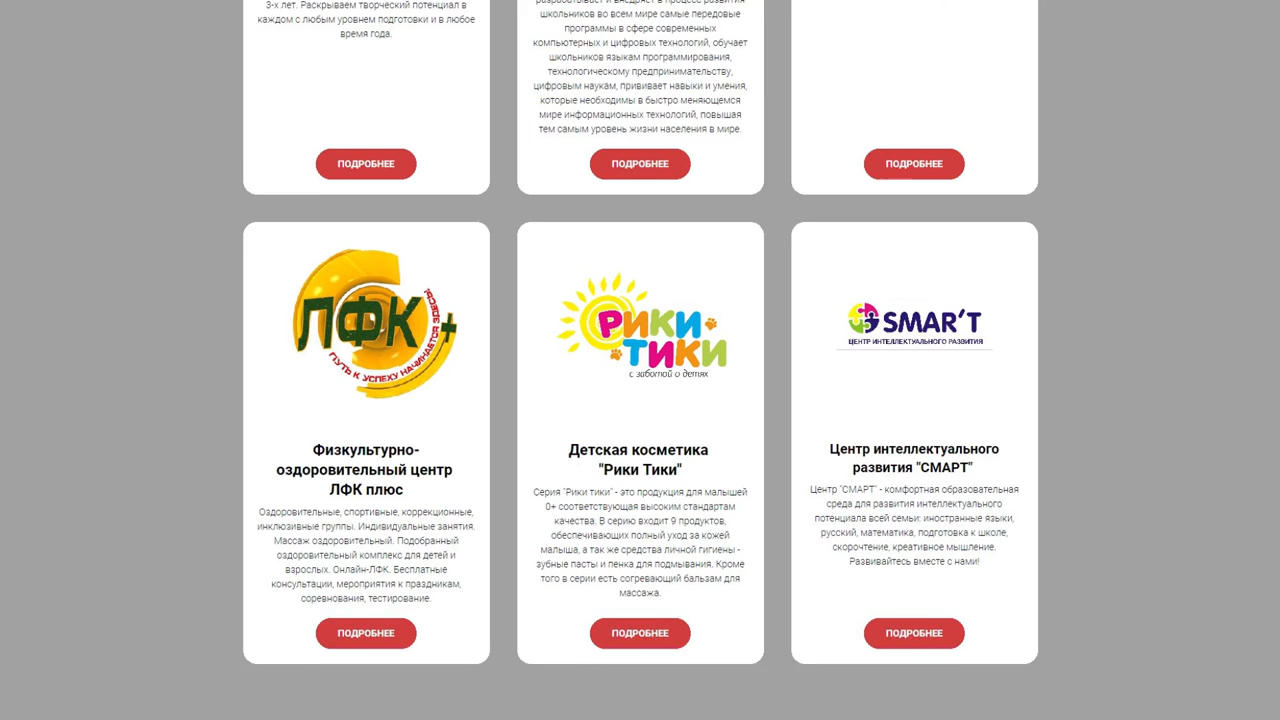 3-х лет. Раскрываем творческий потенциал в
каждом с любым уровнем подготовки и в любое
время года.
ПОДРОБНЕЕ
разрабатывает и внедряет в процесс развития
школьников во всем мире самые передовые
программы в сфере современных
компьютерных и цифровых технологий, обучает
школьников языкам программирования,
технологическому предпринимательству,
цифровым наукам, прививает навыки и умения,
которые необходимы в быстро меняющемся
мире информационных технологий, повышая
тем самым уровень жизни населения в мире.
ПОДРОБНЕЕ
ПОДРОБНЕЕ
ЛФК+
ПУТЬ К УСПЕХУ НАЧИНАЕТСЯ ЗДЕСЬ!
Физкультурно-
оздоровительный центр
ЛФК плюс
Оздоровительные, спортивные, коррекционные,
инклюзивные группы. Индивидуальные занятия.
Массаж оздоровительный. Подобранный
оздоровительный комплекс для детей и
взрослых. Онлайн-ЛФК. Бесплатные
консультации, мероприятия к праздникам,
соревнования, тестирование.
ПОДРОБНЕЕ
РИКИ
ТИКИ
с заботой о детях
Детская косметика
"Рики Тики"
Серия "Рики тики" - это продукция для малышей
0+ соответствующая высоким стандартам
качества. В серию входит 9 продуктов,
обеспечивающих полный уход за кожей
малыша, а так же средства личной гигиены -
зубные пасты и пенка для подмывания. Кроме
того в серии есть согревающий бальзам для
массажа.
ПОДРОБНЕЕ
SMAR'T
ЦЕНТР ИНТЕЛЛЕКТУАЛЬНОГО РАЗВИТИЯ
Центр интеллектуального
развития "СМАРТ"
Центр "СМАРТ" - комфортная образовательная
среда для развития интеллектуального
потенциала всей семьи: иностранные языки,
русский, математика, подготовка к школе,
скорочтение, креативное мышление.
Развивайтесь вместе с нами!
ПОДРОБНЕЕ